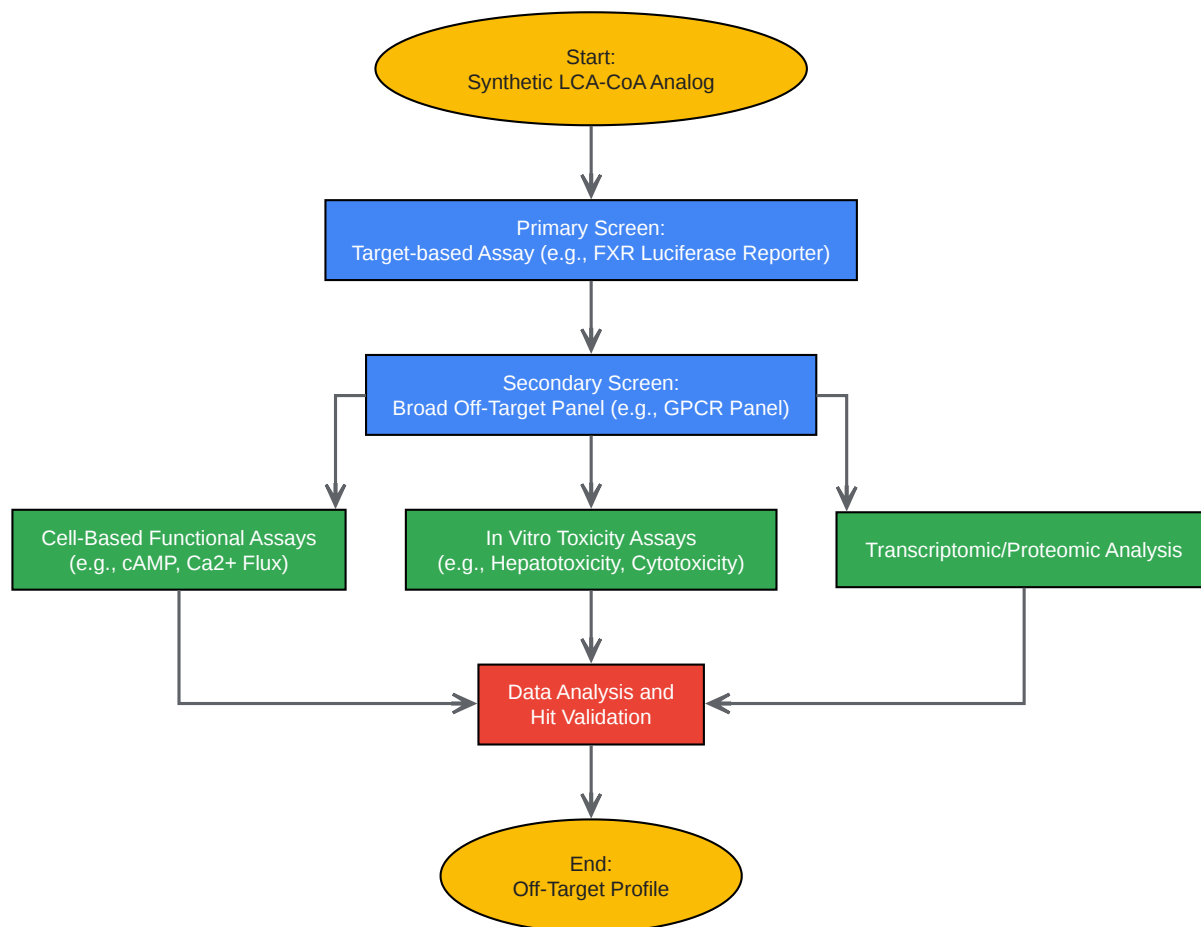 Start:
Synthetic LCA-CoA Analog
Primary Screen:
Target-based Assay (e.g., FXR Luciferase Reporter)
Secondary Screen:
Broad Off-Target Panel (e.g., GPCR Panel)
Cell-Based Functional Assays
(e.g., cAMP, Ca2+ Flux)
In Vitro Toxicity Assays
(e.g., Hepatotoxicity, Cytotoxicity)
Transcriptomic/Proteomic Analysis
Data Analysis and
Hit Validation
End:
Off-Target Profile